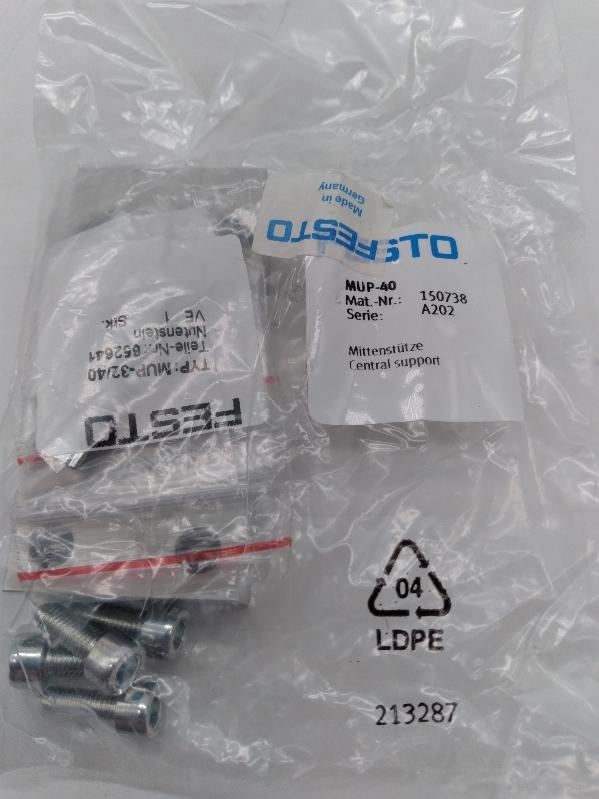 Made in
Germany
FESTO
FESTO
MUP-40
Mat.-Nr.: 150738
Serie: A202
Mittenstütze
Central support
FESTO
TYP: MUP-32/40
Teile-Nr.: 652641
Nutenstein
VE 1 Stk.
04
LDPE
213287